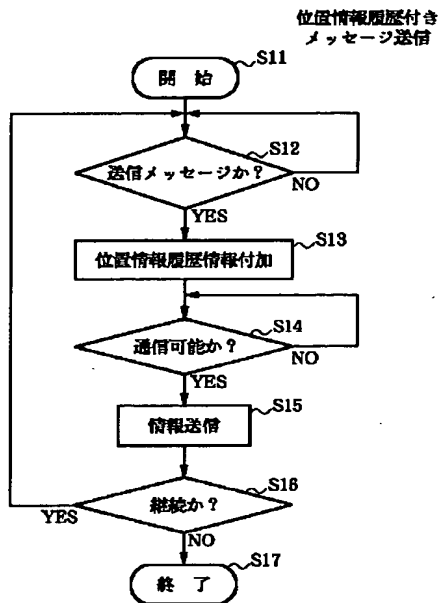 位置情報履歴付き
メッセージ送信
S11
開 始
S12
送信メッセージか？
NO
YES
S13
位置情報履歴情報付加
S14
通信可能か？
NO
YES
S15
情報送信
S16
継続か？
YES
NO
S17
終 了